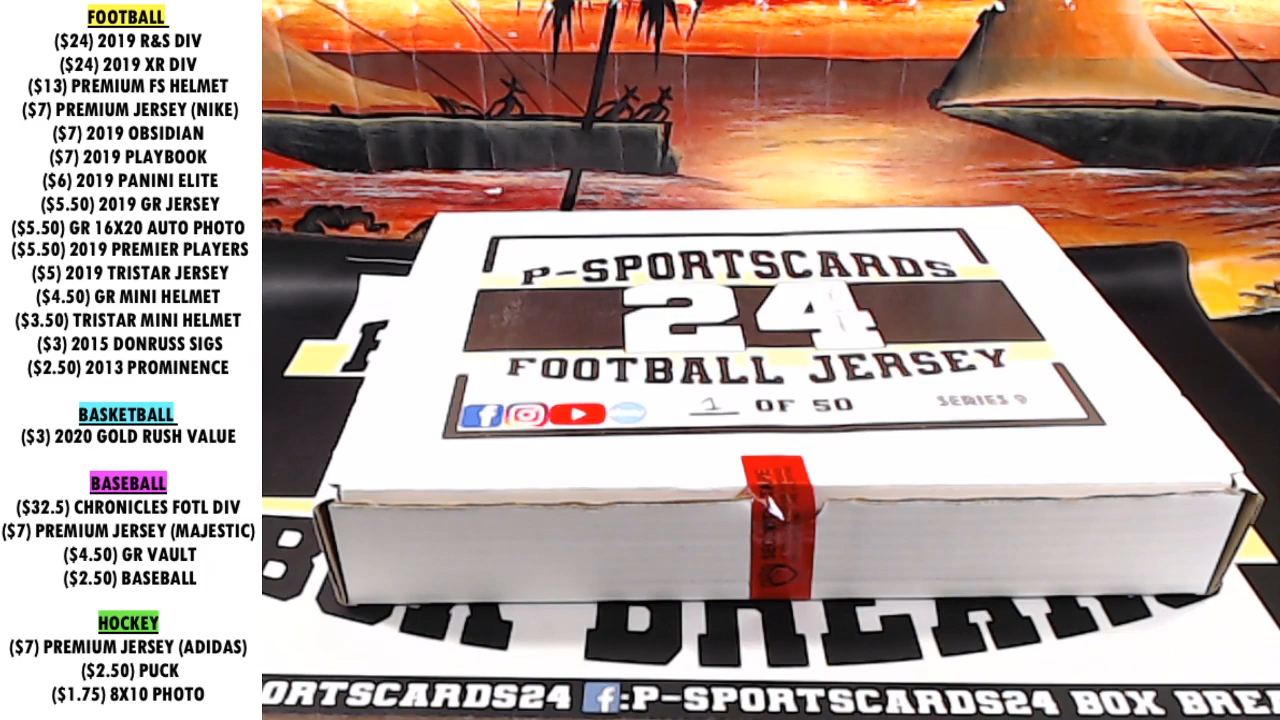 FOOTBALL
($24) 2019 R&S DIV
($24) 2019 XR DIV
($13) PREMIUM FS HELMET
($7) PREMIUM JERSEY (NIKE)
($7) 2019 OBSIDIAN
($7) 2019 PLAYBOOK
($6) 2019 PANINI ELITE
($5.50) 2019 GR JERSEY
($5.50) GR 16X20 AUTO PHOTO
($5.50) 2019 PREMIER PLAYERS
($5) 2019 TRISTAR JERSEY
($4.50) GR MINI HELMET
($3.50) TRISTAR MINI HELMET
($3) 2015 DONRUSS SIGS
($2.50) 2013 PROMINENCE
BASKETBALL
($3) 2020 GOLD RUSH VALUE
BASEBALL
($32.5) CHRONICLES FOTL DIV
($7) PREMIUM JERSEY (MAJESTIC)
($4.50) GR VAULT
($2.50) BASEBALL
HOCKEY
($7) PREMIUM JERSEY (ADIDAS)
($2.50) PUCK
($1.75) 8X10 PHOTO
P-SPORTSCARDS
24
FOOTBALL JERSEY
1 OF 50
SERIES 9
ORTSCARDS24 f:P-SPORTSCARDS24 BOX BREA